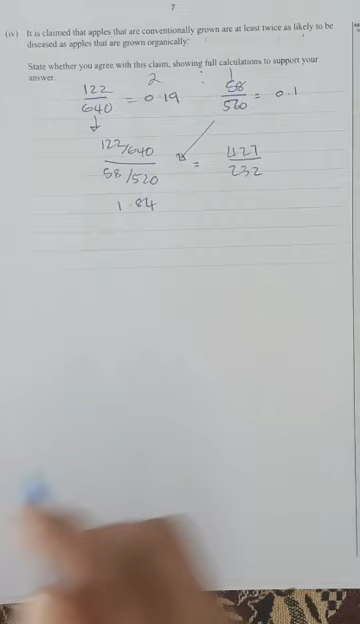 7
(iv) It is claimed that apples that are conventionally grown are at least twice as likely to be
diseased as apples that are grown organically.
State whether you agree with this claim, showing full calculations to support your
answer.
2 :
122/640 = 0.19 58/520 = 0.1
122/640
58/520 = 427/232
1.84